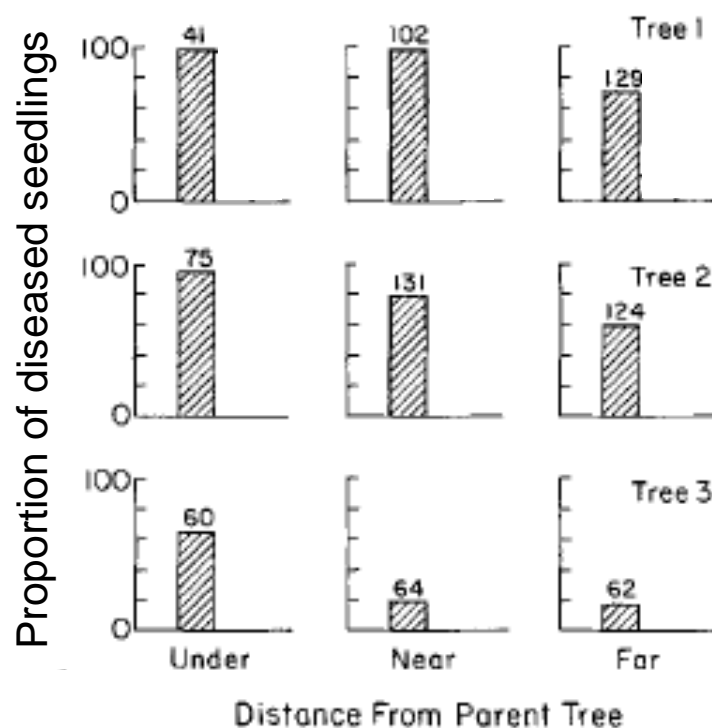 Proportion of diseased seedlings
Tree 1
100 41 102 129
0
Tree 2
100 75 131 124
0
Tree 3
100 60 64 62
0
Under Near Far
Distance From Parent Tree